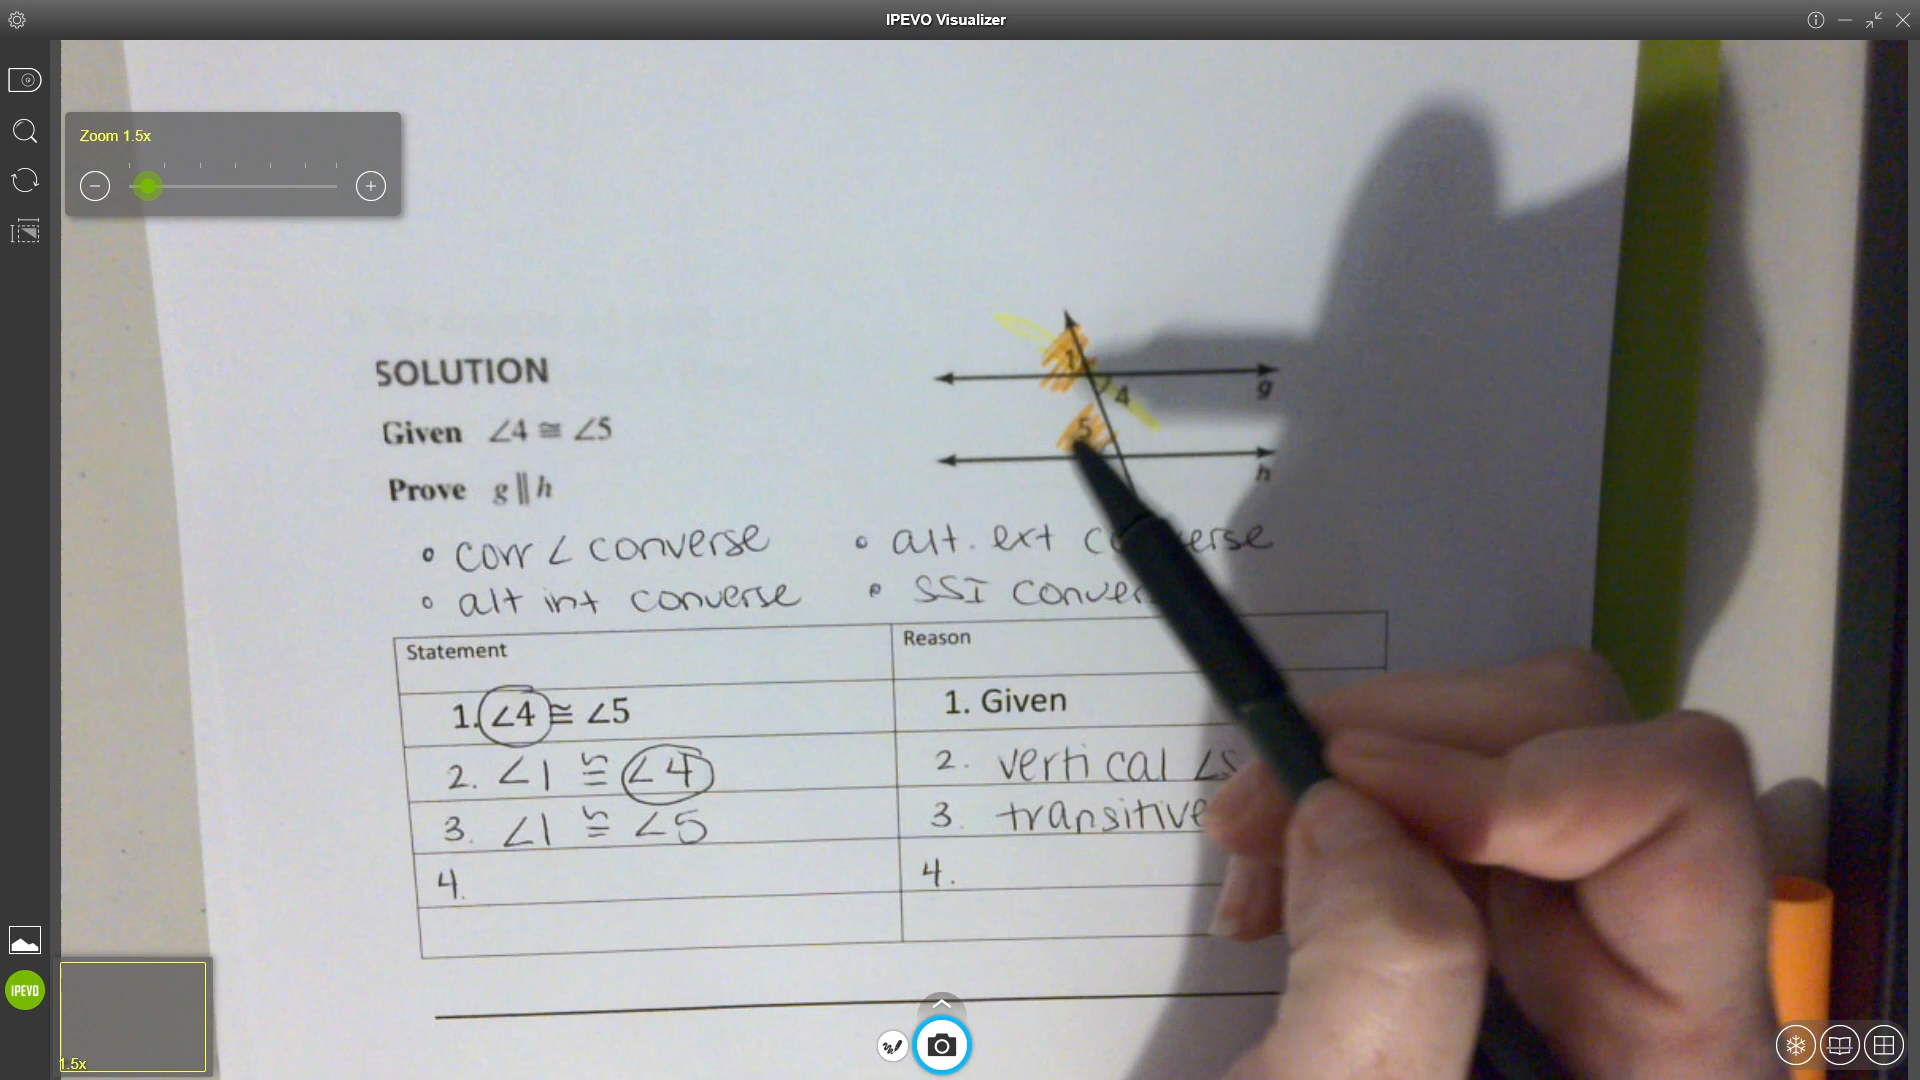 IPEVO Visualizer
Zoom 1.5x
SOLUTION
Given ∠4 ≅ ∠5
Prove g ∥ h
1
4
g
5
h
• corr ∠ converse
• alt. ext
• alt int converse
• SSI
Statement
Reason
1. ∠4 ≅ ∠5
1. Given
2. ∠1 ≅ ∠4
2. vertical ∠s
3. ∠1 ≅ ∠5
3. transitive
4.
4.
IPEVO
1.5x